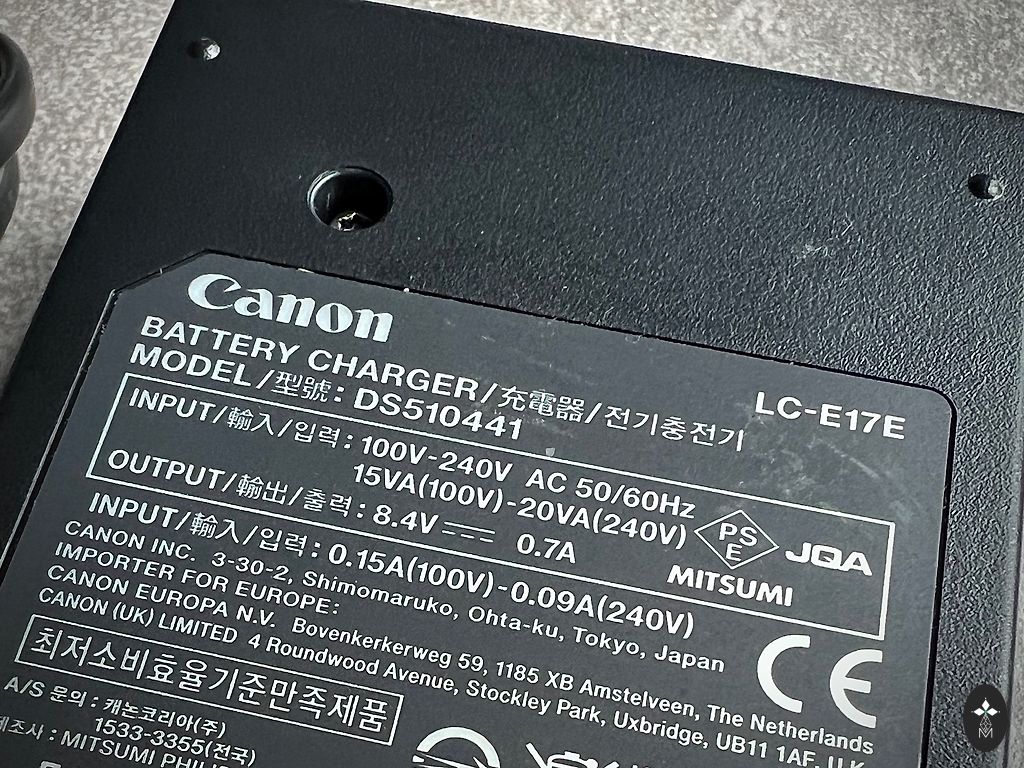 Canon
BATTERY CHARGER/充電器/전기충전기 LC-E17E
MODEL/型號: DS510441
INPUT/輸入/입력: 100V-240V AC 50/60Hz
15VA(100V)-20VA(240V)
OUTPUT/輸出/출력: 8.4V 0.7A
PS
E
JQA
MITSUMI
INPUT/輸入/입력: 0.15A(100V)-0.09A(240V)
CANON INC. 3-30-2, Shimomaruko, Ohta-ku, Tokyo, Japan
IMPORTER FOR EUROPE:
CANON EUROPA N.V. Bovenkerkerweg 59, 1185 XB Amstelveen, The Netherlands
CANON (UK) LIMITED 4 Roundwood Avenue, Stockley Park, Uxbridge, UB11 1AF, U.K.
CE
최저소비효율기준만족제품
A/S 문의: 캐논코리아(주)
1533-3355(전국)
제조사: MITSUMI
M